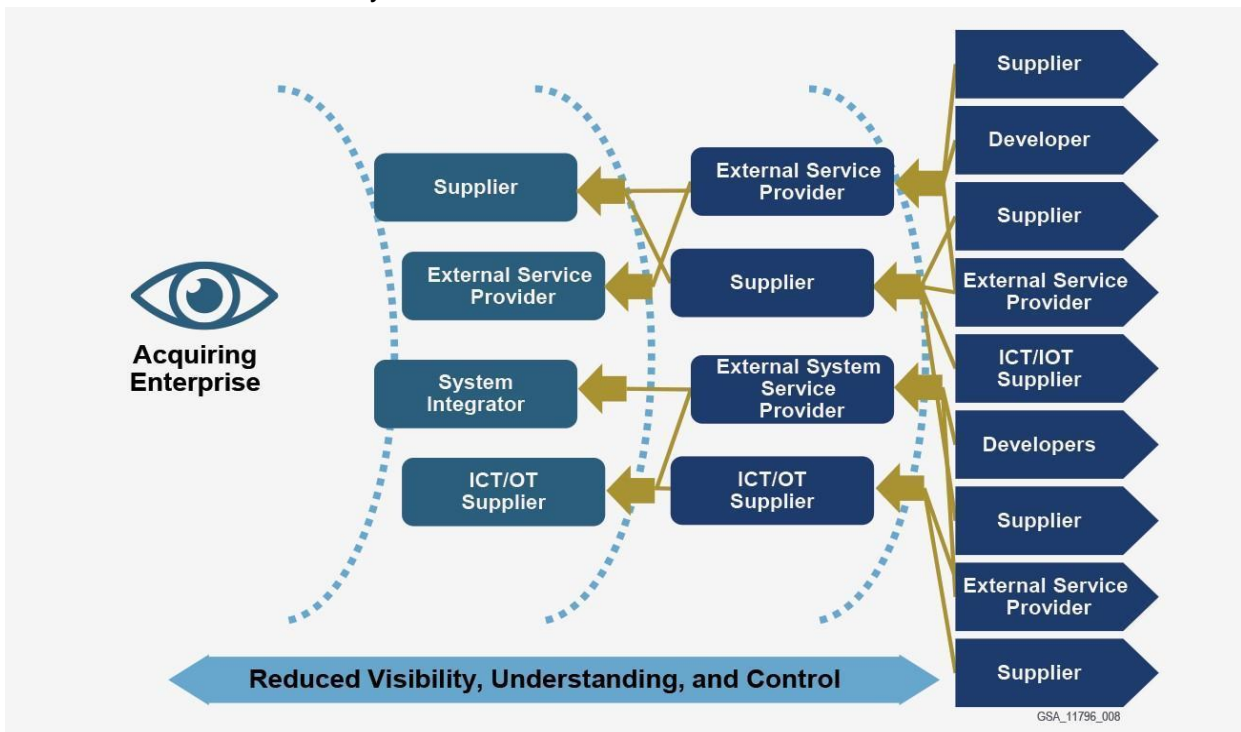 Acquiring
Enterprise
Supplier
External Service
Provider
System
Integrator
ICT/OT
Supplier
External Service
Provider
Supplier
External System
Service
Provider
ICT/OT
Supplier
Supplier
Developer
Supplier
External Service
Provider
ICT/IOT
Supplier
Developers
Supplier
External Service
Provider
Supplier
Reduced Visibility, Understanding, and Control
GSA_11796_008